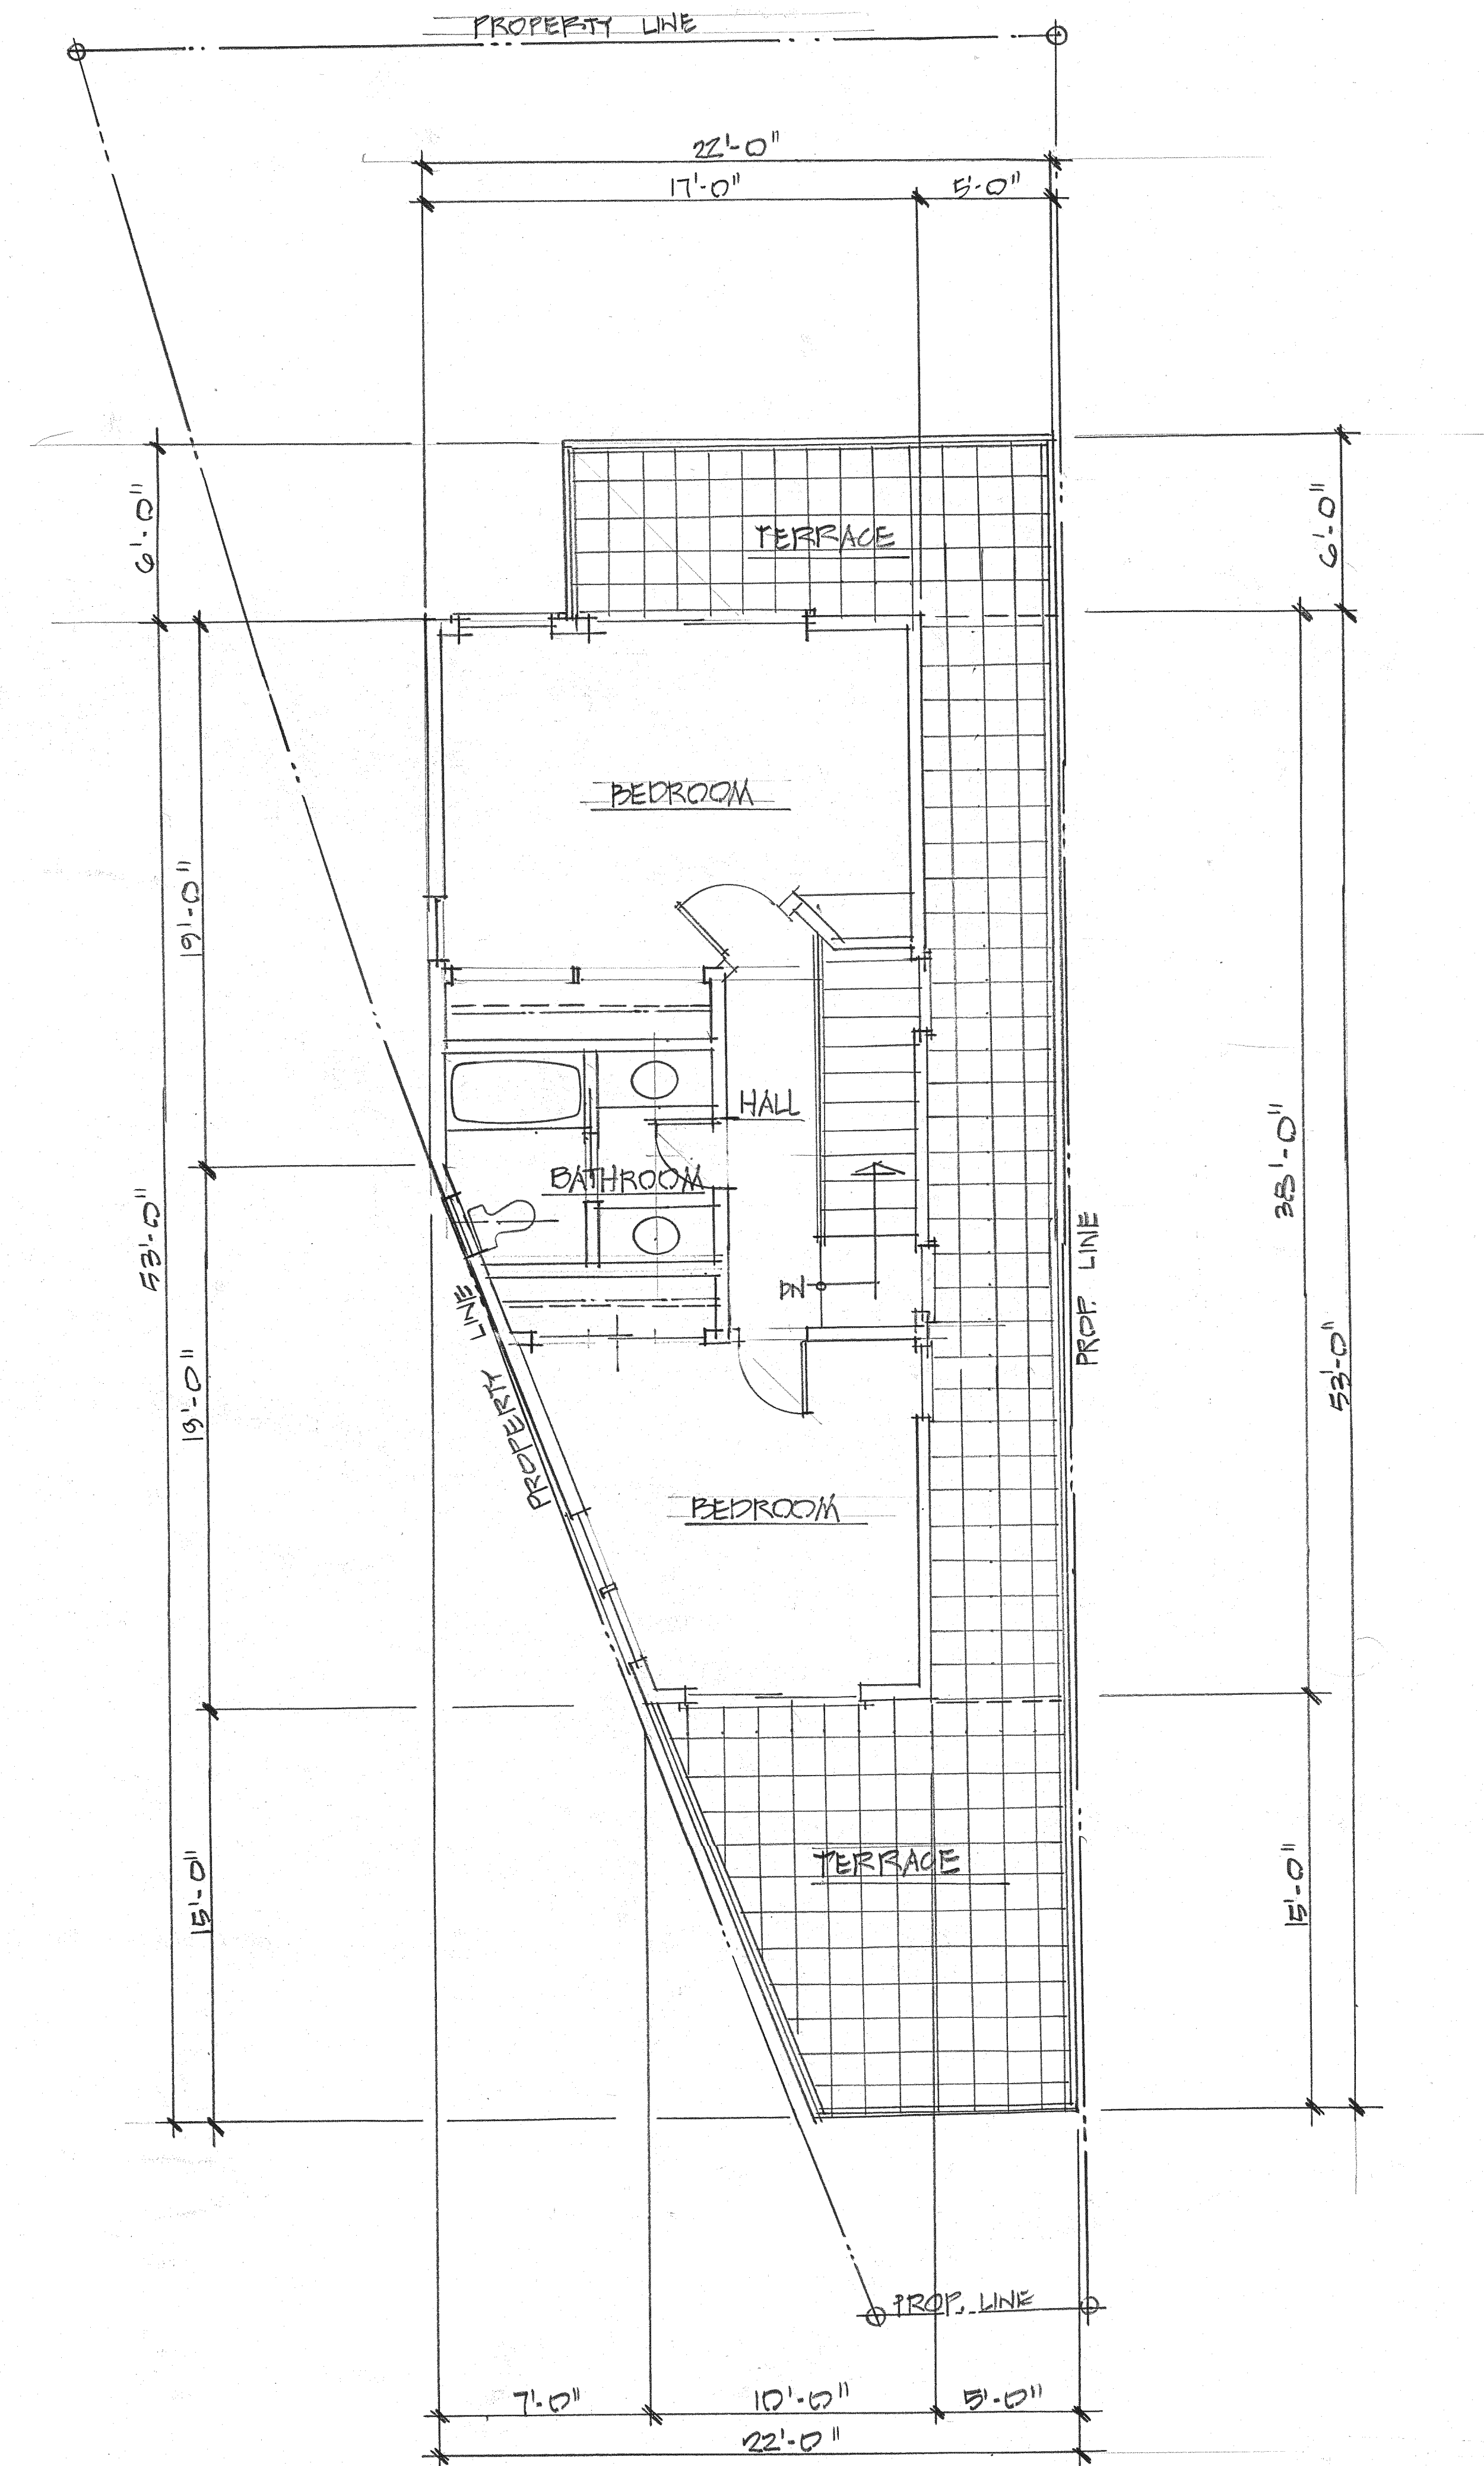 PROPERTY LINE
22'-0"
17'-0"
5'-0"
6'-0"
6'-0"
TERRACE
BEDROOM
19'-0"
HALL
38'-0"
BATHROOM
53'-0"
PROP. LINE
DN
PROPERTY LINE
19'-0"
53'-0"
BEDROOM
15'-0"
TERRACE
15'-0"
PROP. LINE
7'-0"
10'-0"
5'-0"
22'-0"